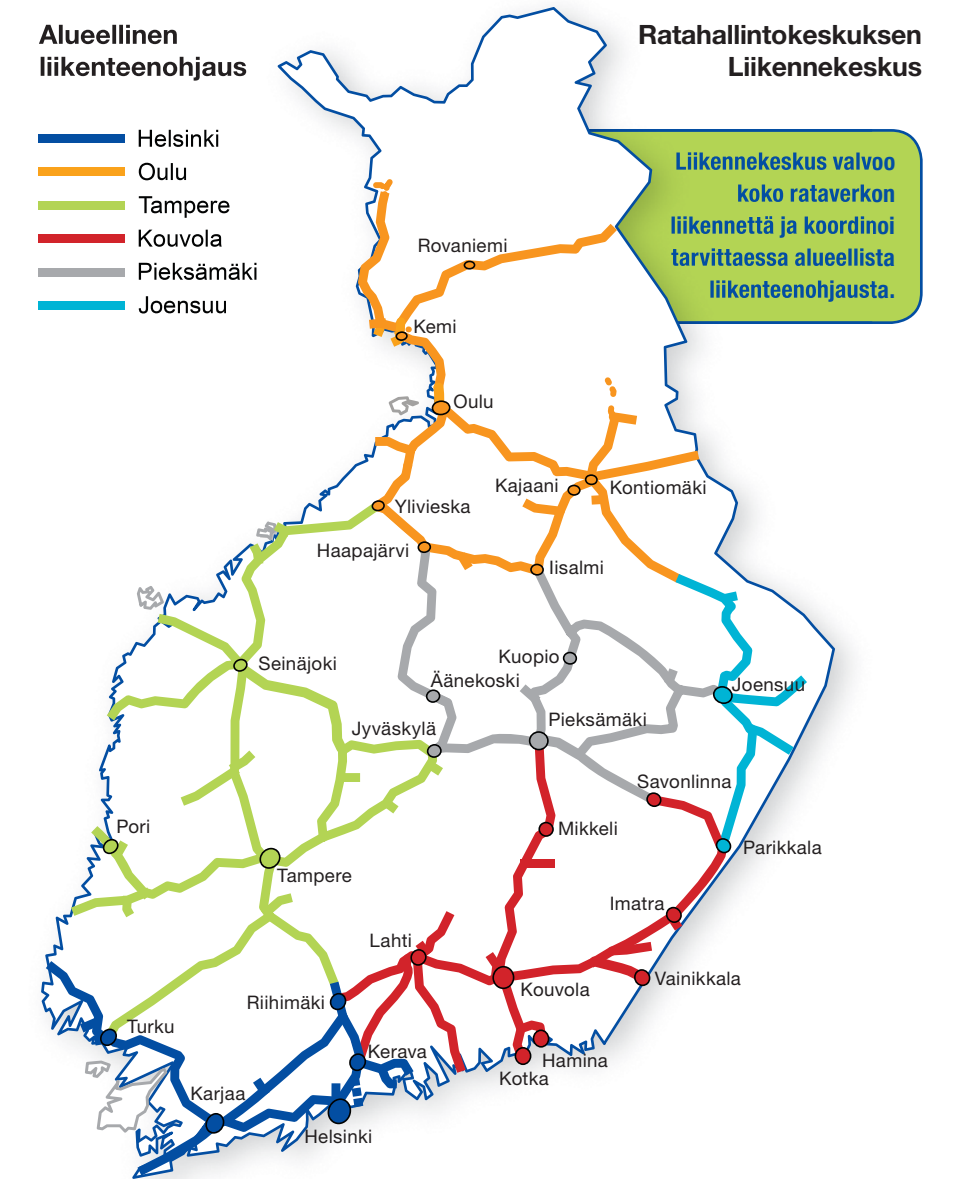 Alueellinen
liikenteenohjaus
Ratahallintokeskuksen
Liikennekeskus
Helsinki
Oulu
Tampere
Kouvola
Pieksämäki
Joensuu
Liikennekeskus valvoo
koko rataverkon
liikennettä ja koordinoi
tarvittaessa alueellista
liikenteenohjausta.
Rovaniemi
Kemi
Oulu
Kajaani
Kontiomäki
Ylivieska
Haapajärvi
Iisalmi
Seinäjoki
Kuopio
Äänekoski
Joensuu
Jyväskylä
Pieksämäki
Savonlinna
Pori
Mikkeli
Parikkala
Tampere
Imatra
Lahti
Vainikkala
Kouvola
Riihimäki
Turku
Kerava
Hamina
Kotka
Karjaa
Helsinki